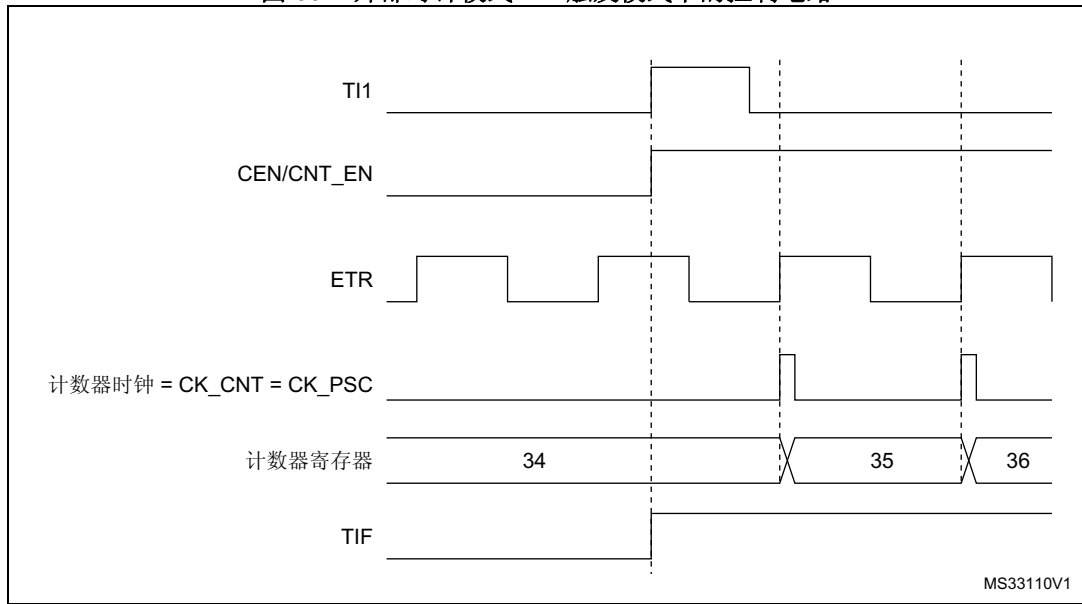 TI1
CEN/CNT_EN
ETR
计数器时钟 = CK_CNT = CK_PSC
计数器寄存器 34 35 36
TIF
MS33110V1